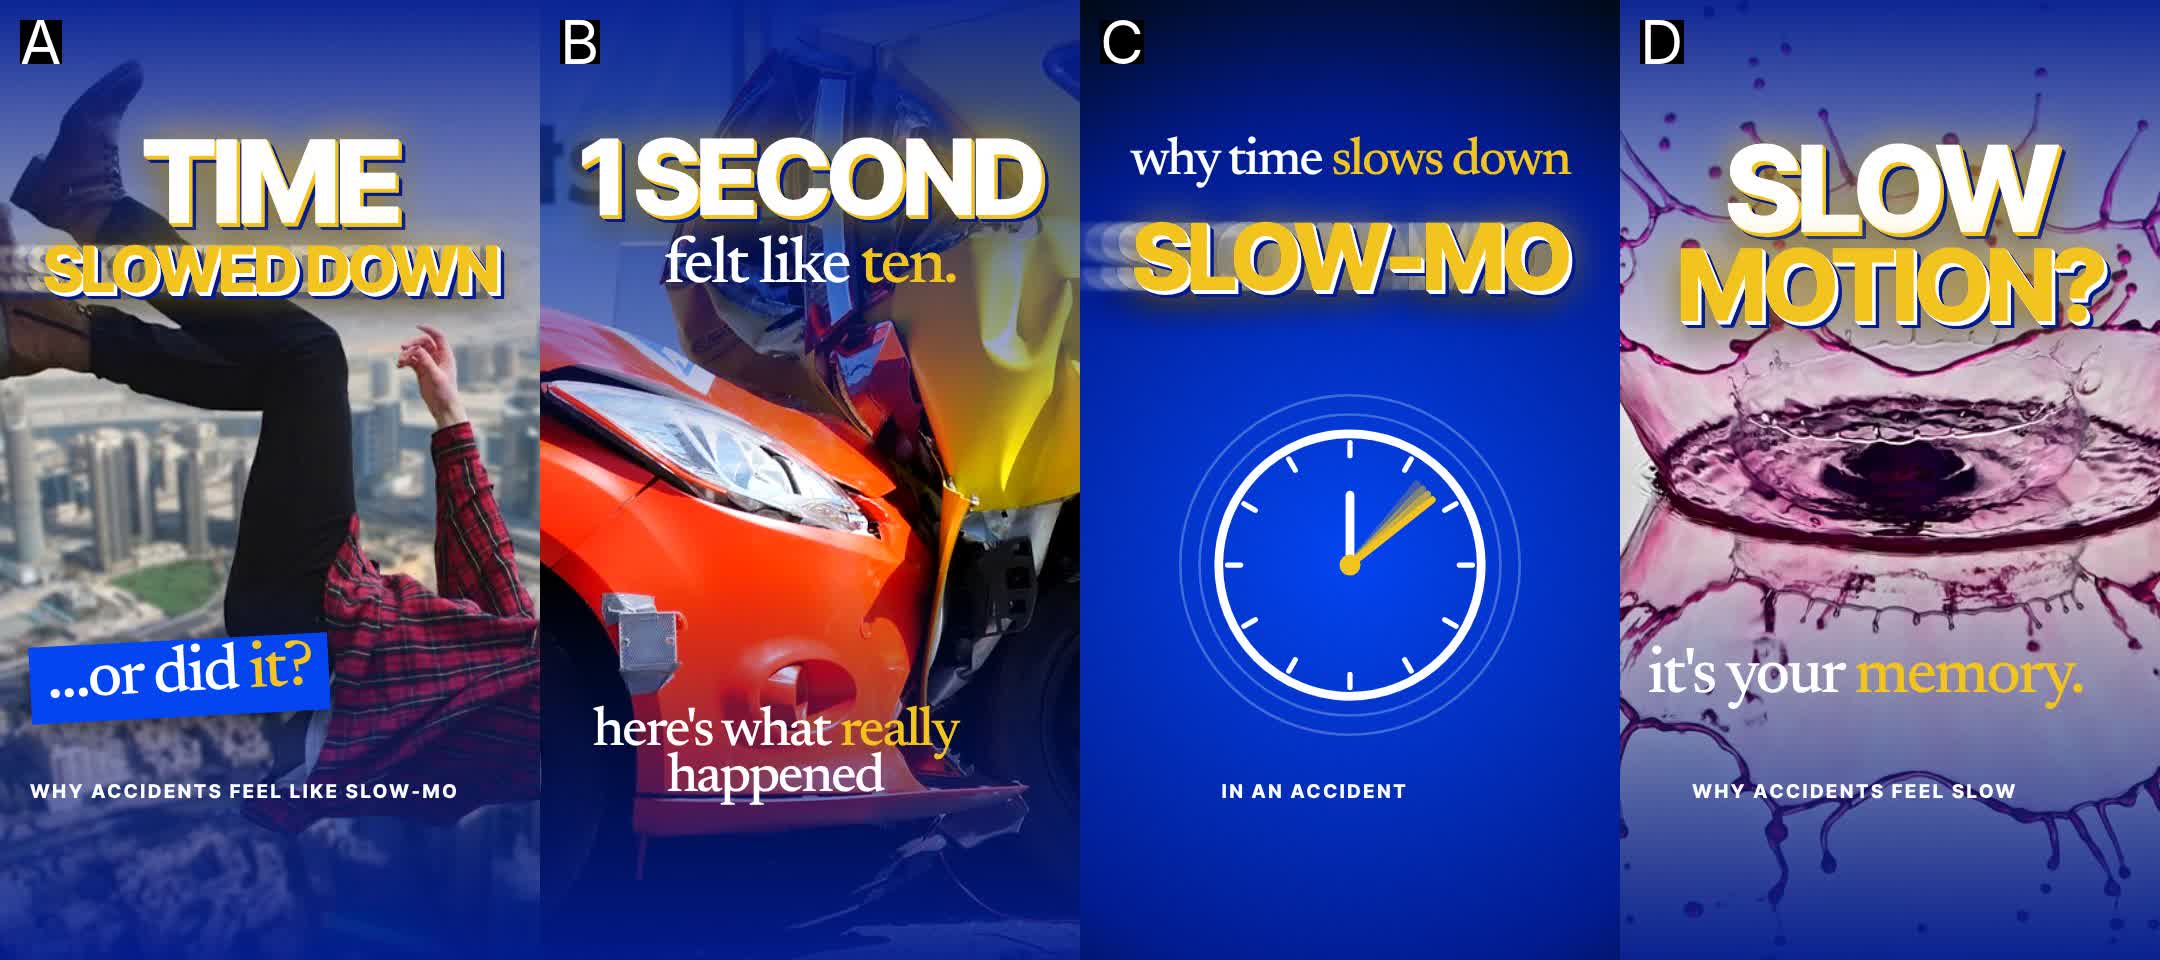 A
TIME
SLOWED DOWN
...or did it?
WHY ACCIDENTS FEEL LIKE SLOW-MO
B
1 SECOND
felt like ten.
here's what really
happened
C
why time slows down
SLOW-MO
IN AN ACCIDENT
D
SLOW
MOTION?
it's your memory.
WHY ACCIDENTS FEEL SLOW